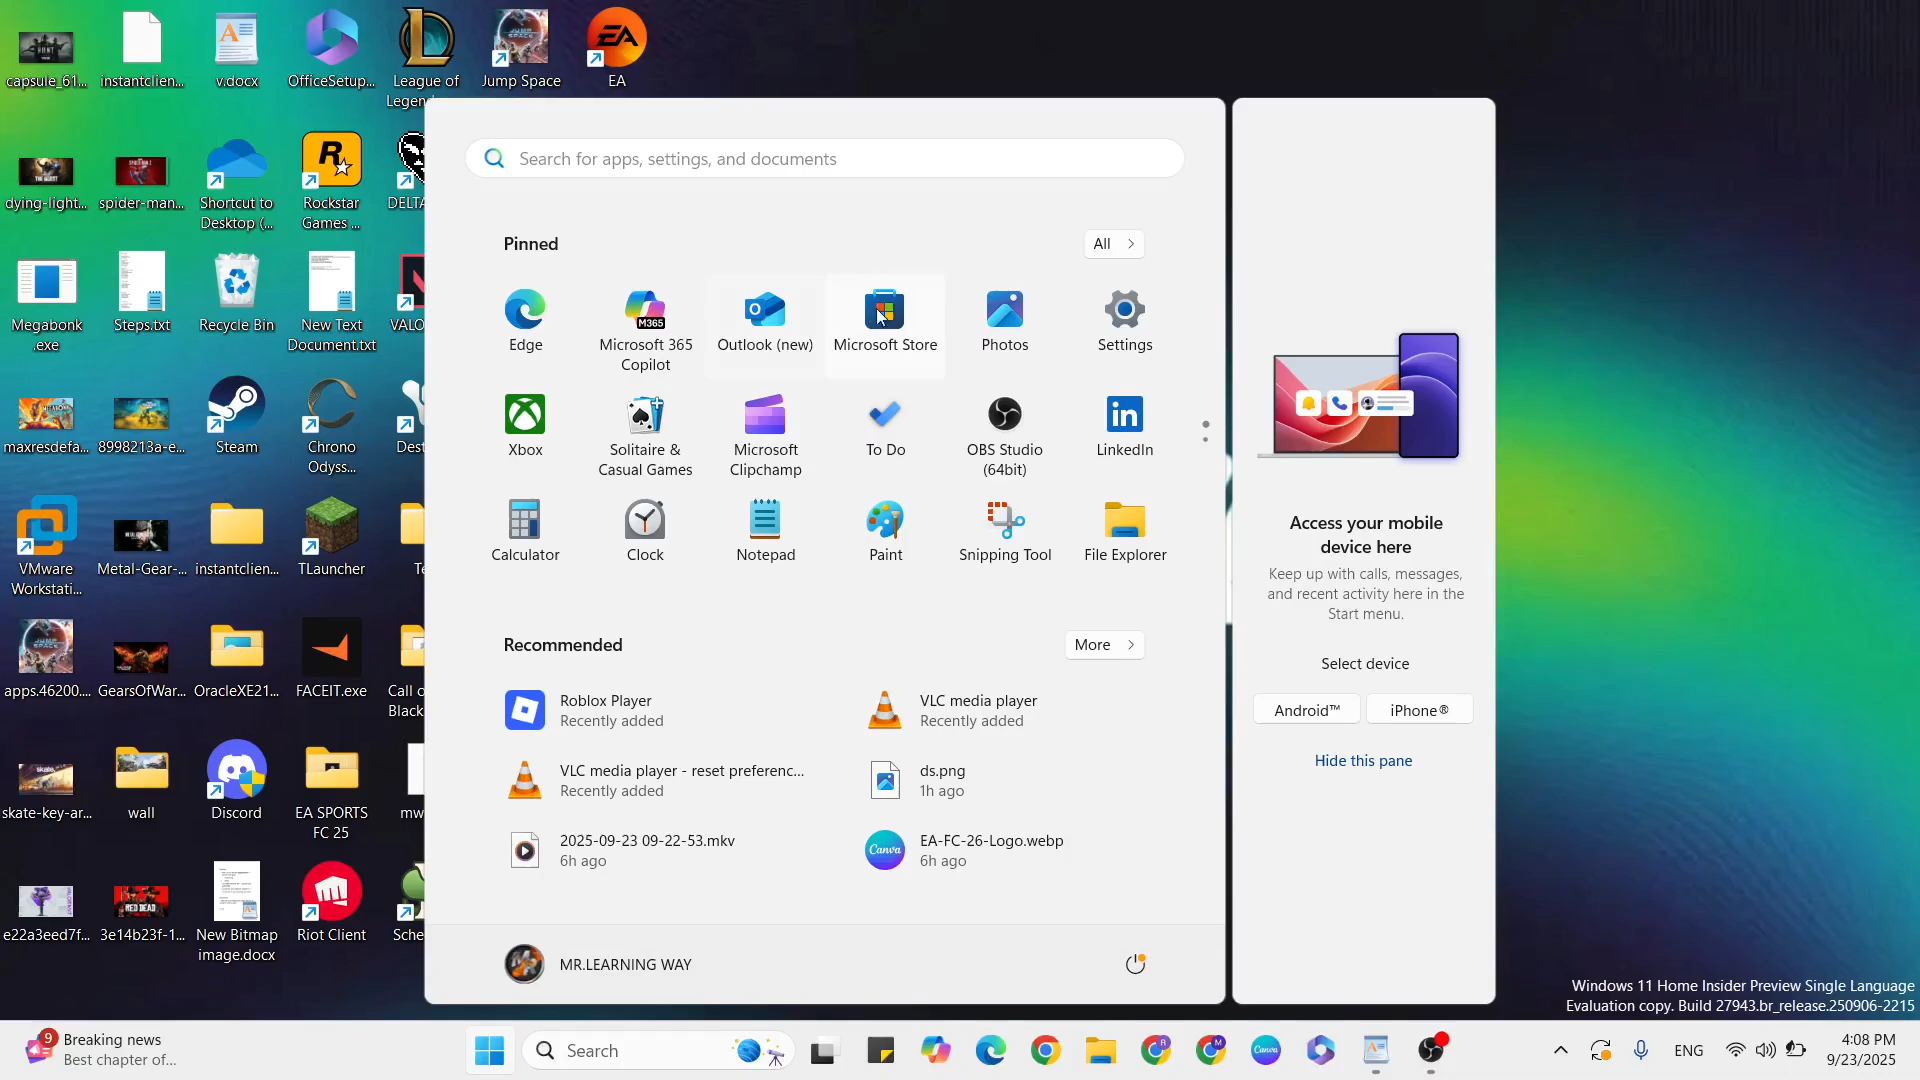 capsule_61...
instantclien...
v.docx
OfficeSetup...
League of
Legend
Jump Space
EA
dying-light...
spider-man...
Shortcut to
Desktop (...
Rockstar
Games ...
DELTA
Megabonk
.exe
Steps.txt
Recycle Bin
New Text
Document.txt
VALO
maxresdefa...
8998213a-e...
Steam
Chrono
Odyss...
Dest
VMware
Workstati...
Metal-Gear-...
instantclien...
TLauncher
Te
apps.46200....
GearsOfWar...
OracleXE21...
FACEIT.exe
Call o
Black
skate-key-ar...
wall
Discord
EA SPORTS
FC 25
mw
e22a3eed7f...
3e14b23f-1...
New Bitmap
image.docx
Riot Client
Sche
Search for apps, settings, and documents
Pinned
All
Edge
M365
Microsoft 365
Copilot
Outlook (new)
Microsoft Store
Photos
Settings
Xbox
Solitaire &
Casual Games
Microsoft
Clipchamp
To Do
OBS Studio
(64bit)
LinkedIn
Calculator
Clock
Notepad
Paint
Snipping Tool
File Explorer
Recommended
More
Roblox Player
Recently added
VLC media player
Recently added
VLC media player - reset preferenc...
Recently added
ds.png
1h ago
2025-09-23 09-22-53.mkv
6h ago
Canva
EA-FC-26-Logo.webp
6h ago
MR.LEARNING WAY
Access your mobile
device here
Keep up with calls, messages,
and recent activity here in the
Start menu.
Select device
Android™
iPhone®
Hide this pane
Windows 11 Home Insider Preview Single Language
Evaluation copy. Build 27943.br_release.250906-2215
9
Breaking news
Best chapter of...
Search
R
M
Canva
ENG
4:08 PM
9/23/2025